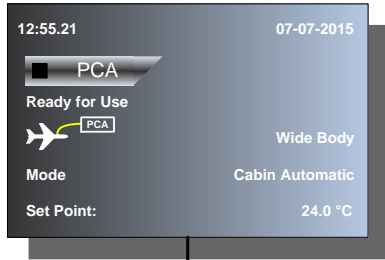 12:55.21 07-07-2015
PCA
Ready for Use
PCA
Wide Body
Mode Cabin Automatic
Set Point: 24.0 °C